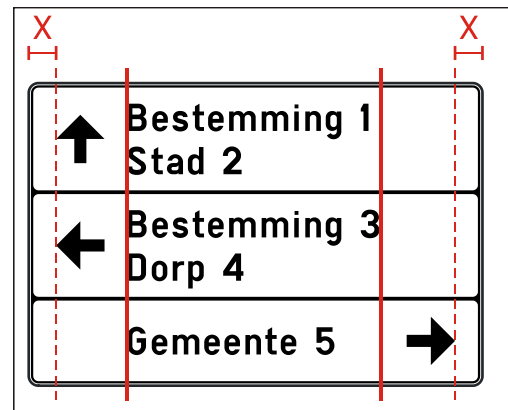 X X
Bestemming 1
Stad 2
Bestemming 3
Dorp 4
Gemeente 5